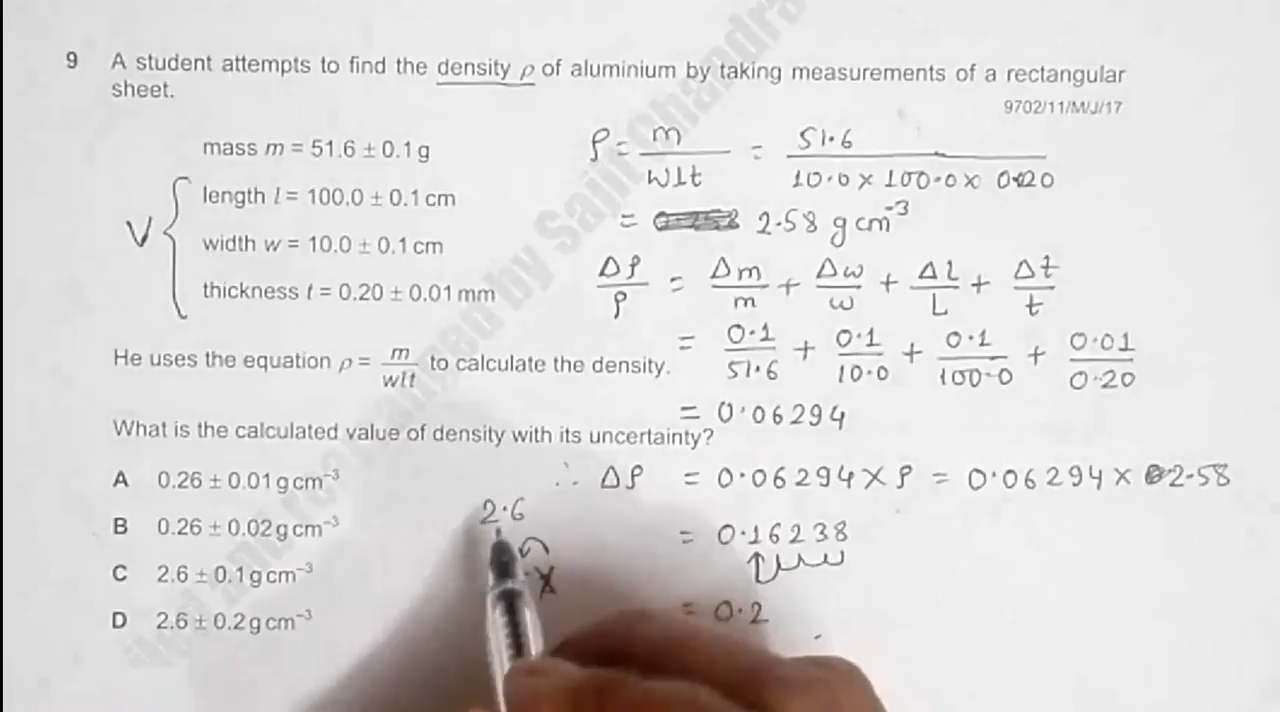 9 A student attempts to find the density ρ of aluminium by taking measurements of a rectangular
sheet.
9702/11/M/J/17
mass m = 51.6 ± 0.1 g
length l = 100.0 ± 0.1 cm
width w = 10.0 ± 0.1 cm
thickness t = 0.20 ± 0.01 mm
V
He uses the equation ρ = m/wlt to calculate the density.
What is the calculated value of density with its uncertainty?
A 0.26 ± 0.01 g cm⁻³
B 0.26 ± 0.02 g cm⁻³
C 2.6 ± 0.1 g cm⁻³
D 2.6 ± 0.2 g cm⁻³
ρ = m/wlt = 51.6/10.0 × 100.0 × 0.020
= 2.58 g cm⁻³
Δρ/ρ = Δm/m + Δw/w + Δl/L + Δt/t
= 0.1/51.6 + 0.1/10.0 + 0.1/100.0 + 0.01/0.20
= 0.06294
∴ Δρ = 0.06294 × ρ = 0.06294 × 2.58
= 0.16238
= 0.2
2.6
.x